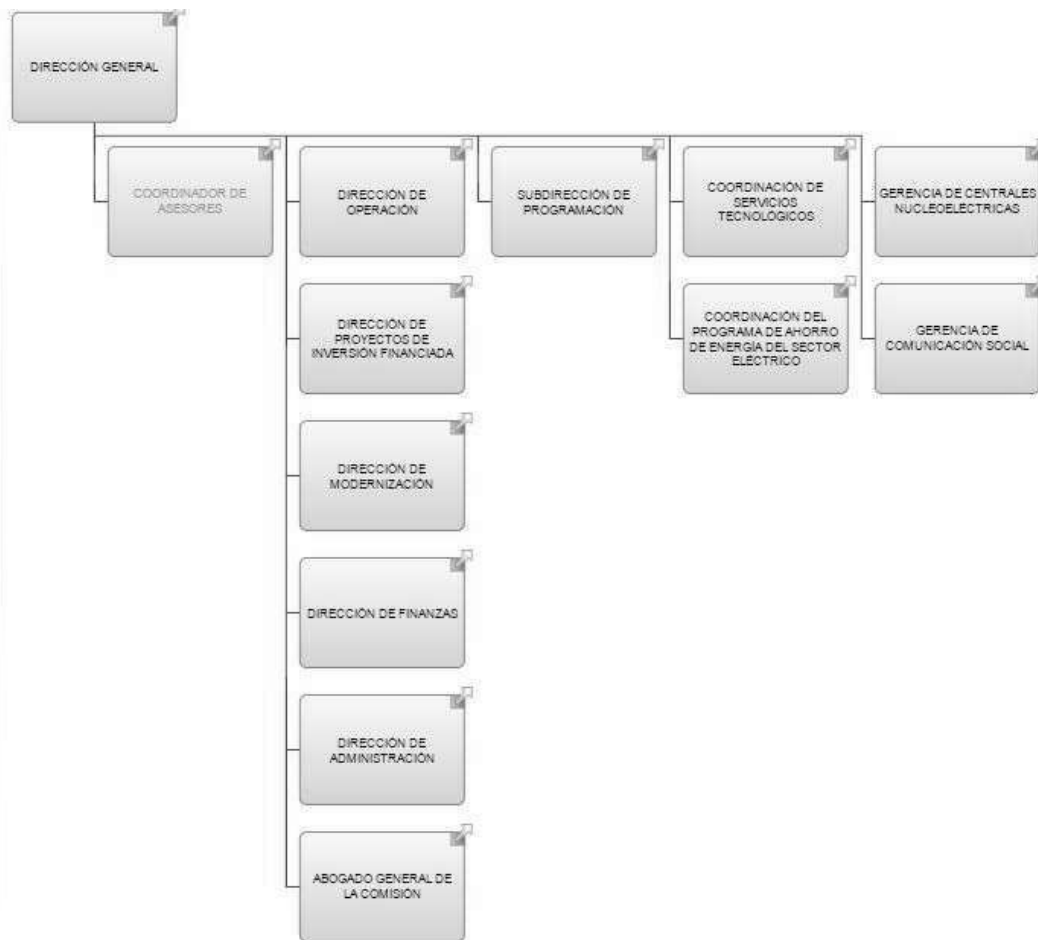 DIRECCIÓN GENERAL
COORDINADOR DE
ASESORES
DIRECCIÓN DE
OPERACIÓN
SUBDIRECCIÓN DE
PROGRAMACIÓN
COORDINACIÓN DE
SERVICIOS
TECNOLÓGICOS
GERENCIA DE CENTRALES
NUCLEOELÉCTRICAS
DIRECCIÓN DE
PROYECTOS DE
INVERSIÓN FINANCIADA
COORDINACIÓN DEL
PROGRAMA DE AHORRO
DE ENERGÍA DEL SECTOR
ELÉCTRICO
GERENCIA DE
COMUNICACIÓN SOCIAL
DIRECCIÓN DE
MODERNIZACIÓN
DIRECCIÓN DE FINANZAS
DIRECCIÓN DE
ADMINISTRACIÓN
ABOGADO GENERAL DE
LA COMISIÓN